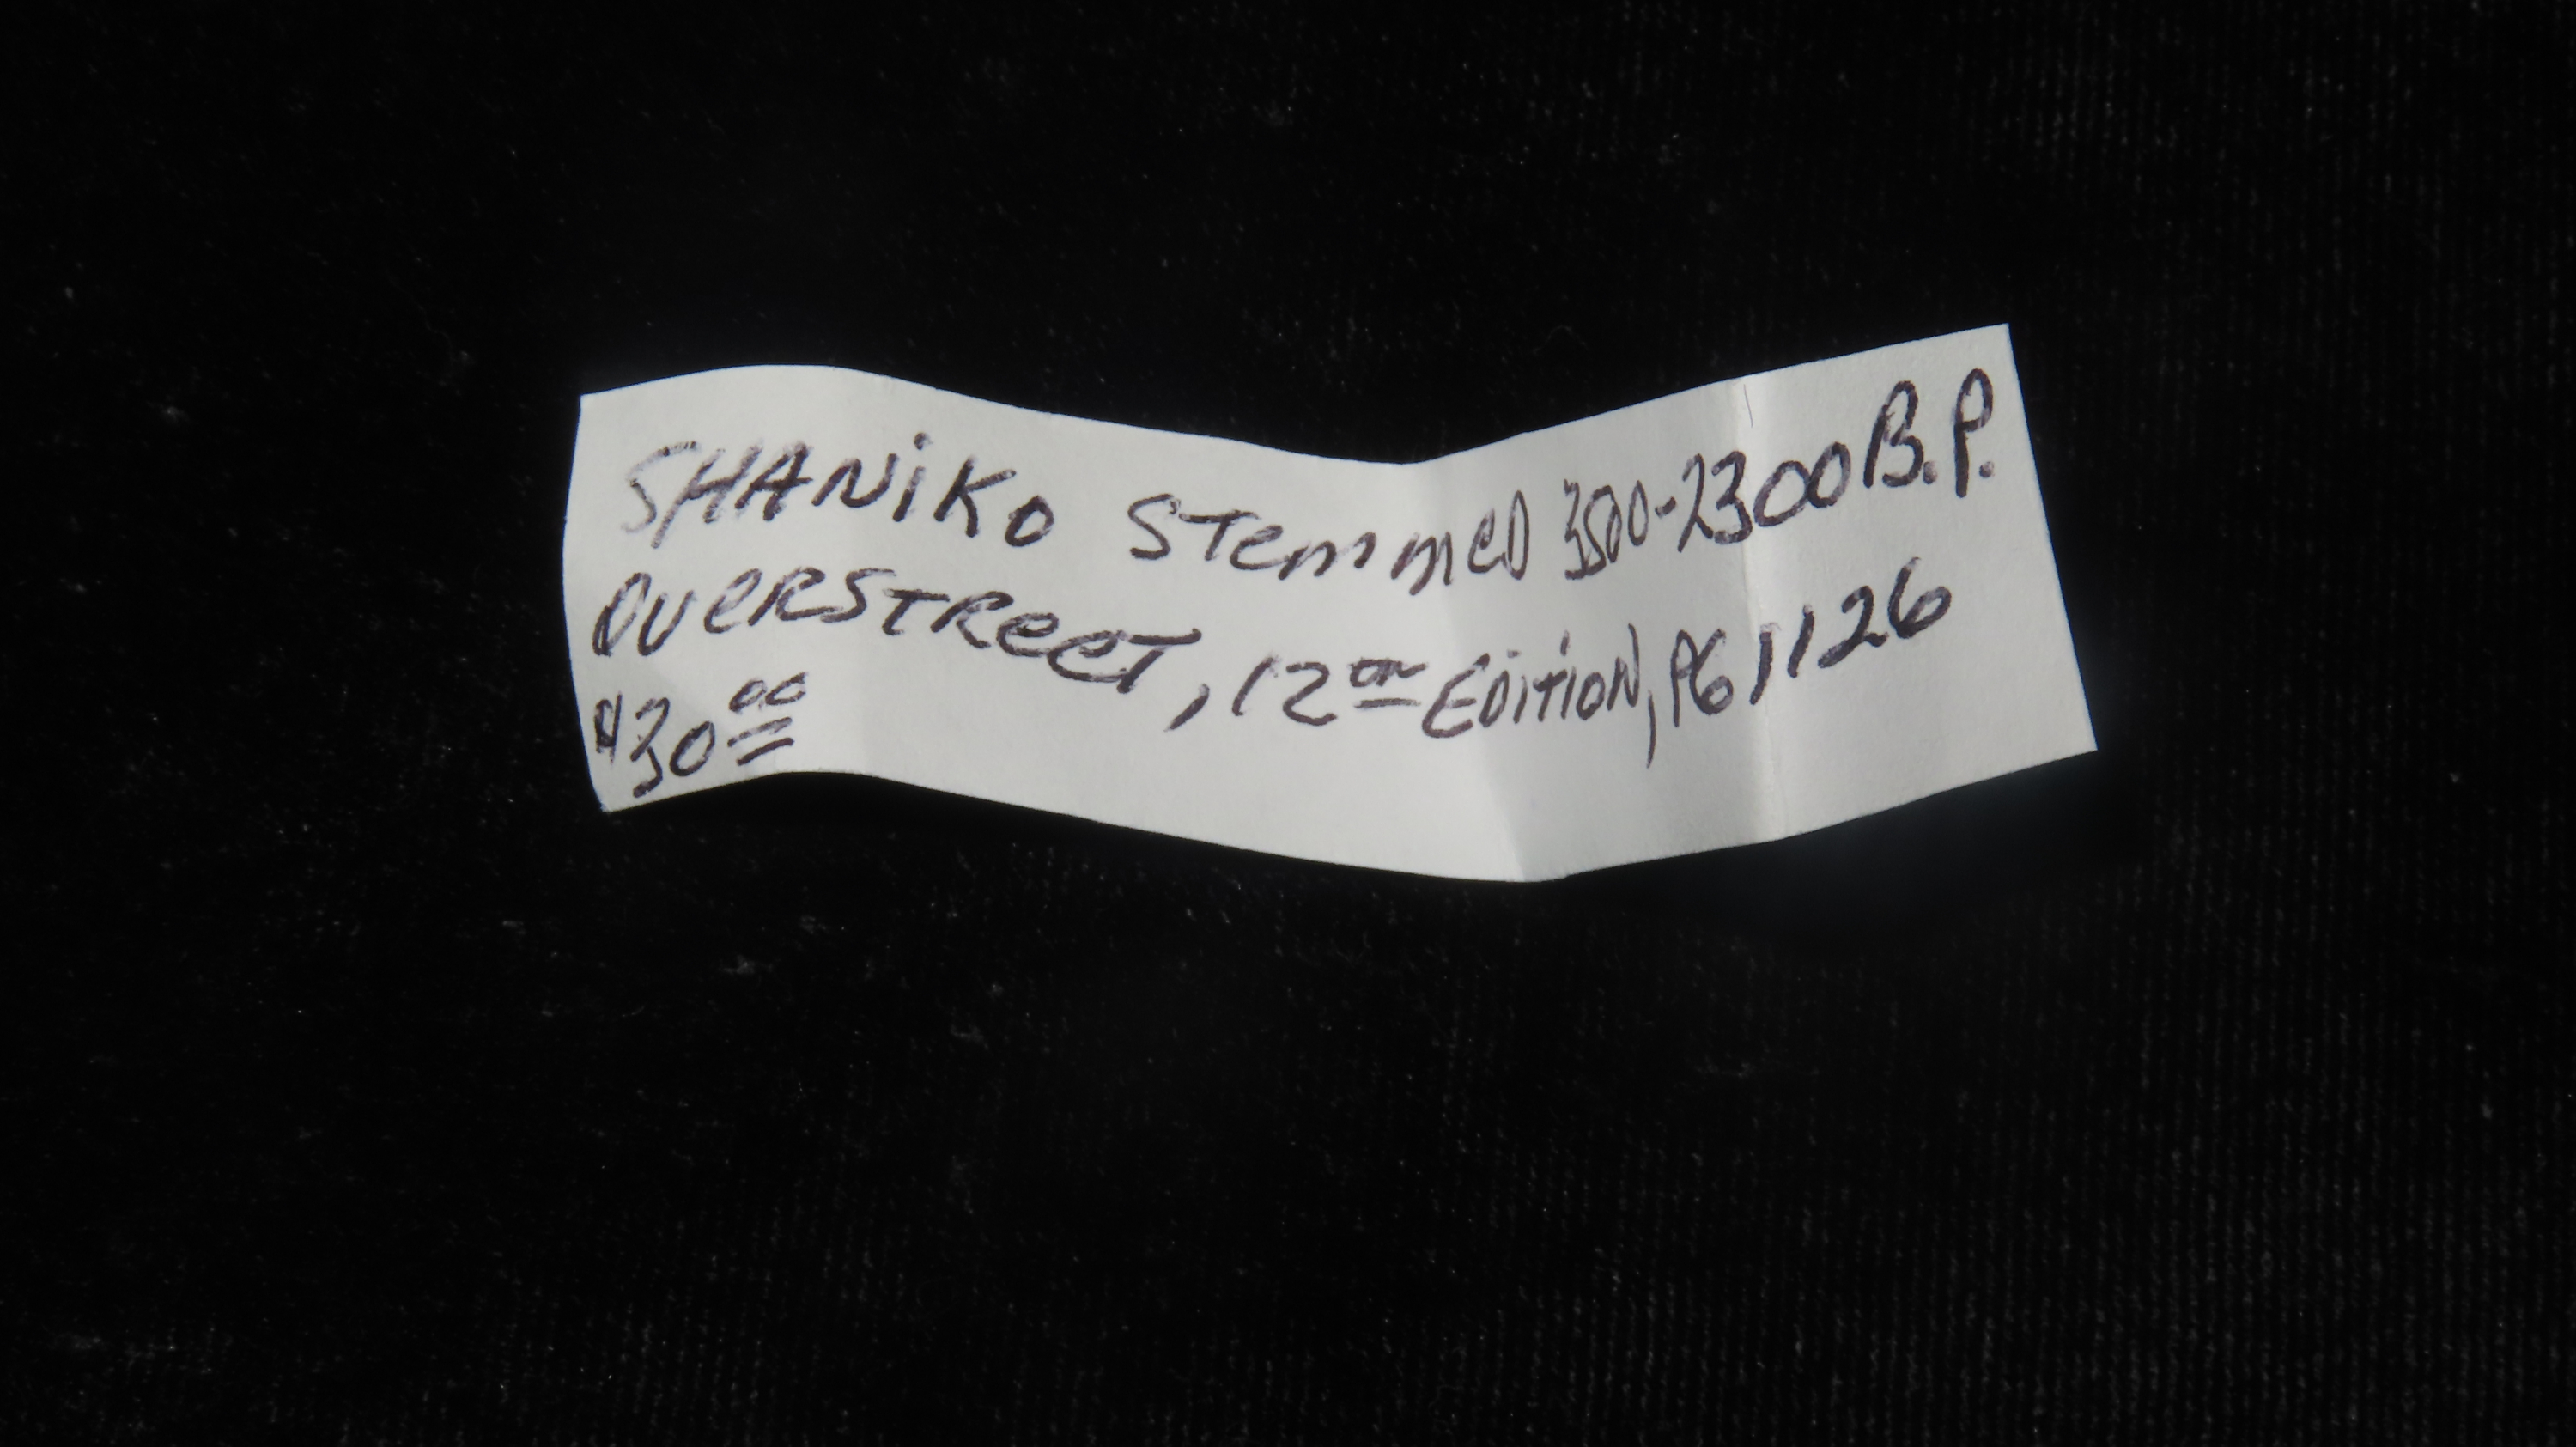 SHANiKO STemmeD 3500-2300 B.P.
OVERSTReeT, 12TH EDiTiON, PG 1126
$30.00